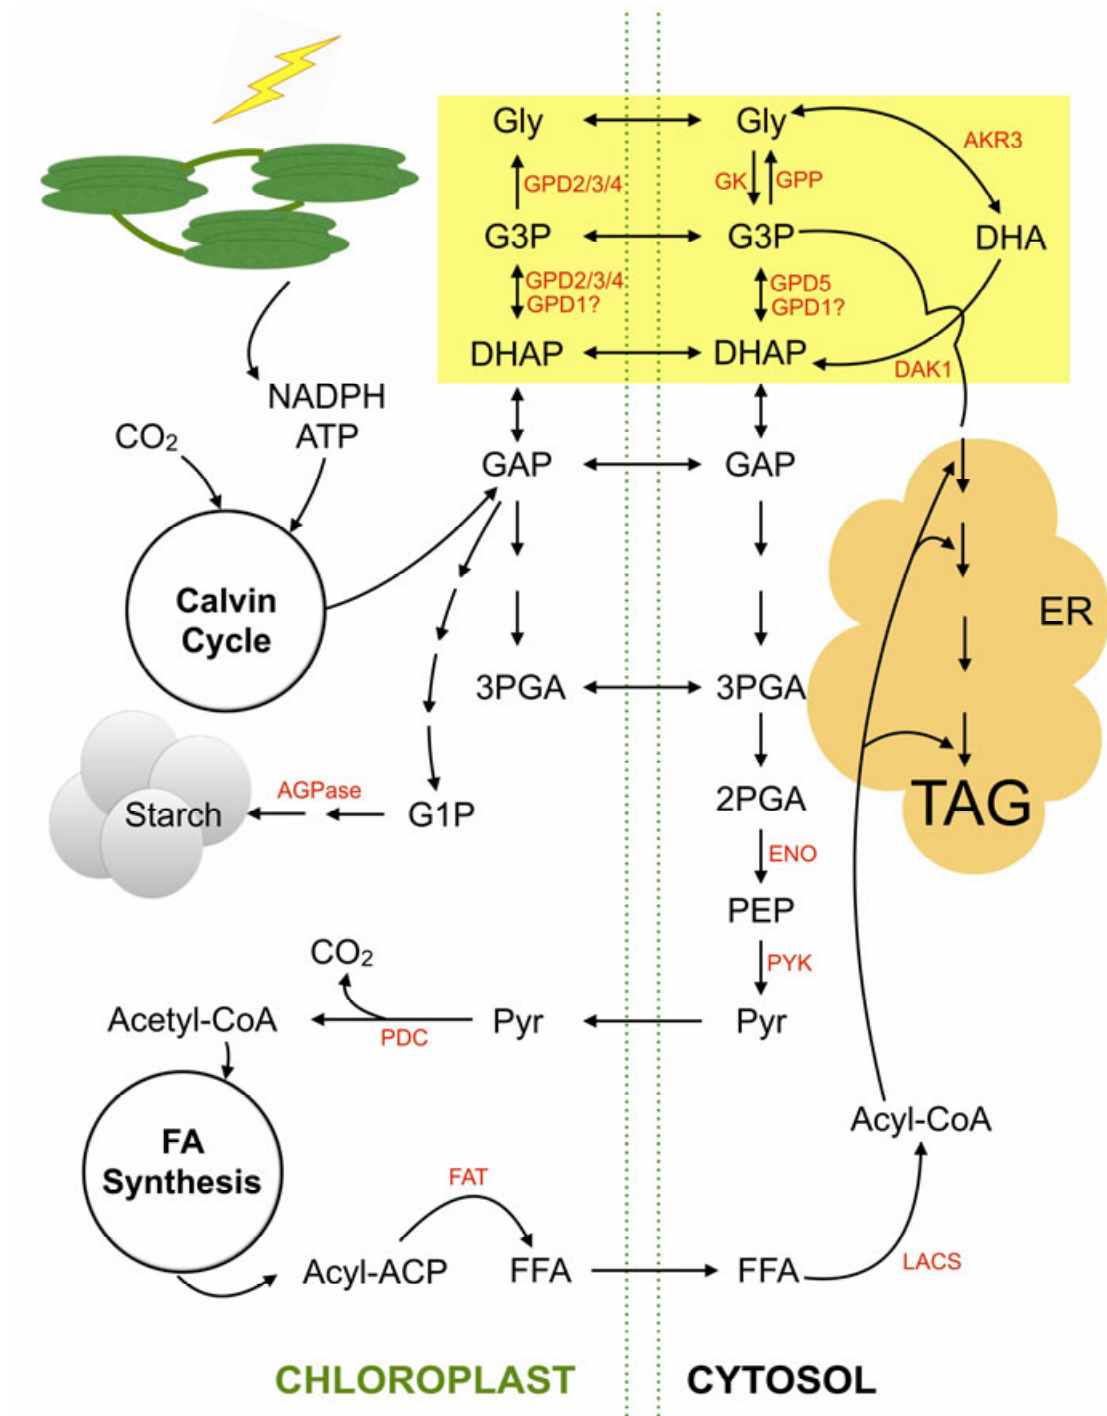 Gly
Gly
AKR3
GPD2/3/4
GK
GPP
G3P
G3P
DHA
GPD2/3/4
GPD1?
GPD5
GPD1?
DHAP
DHAP
DAK1
NADPH
ATP
CO2
GAP
GAP
Calvin
Cycle
ER
3PGA
3PGA
Starch
AGPase
G1P
2PGA
TAG
ENO
PEP
CO2
PYK
Acetyl-CoA
PDC
Pyr
Pyr
Acyl-CoA
FA
Synthesis
FAT
Acyl-ACP
FFA
FFA
LACS
CHLOROPLAST
CYTOSOL